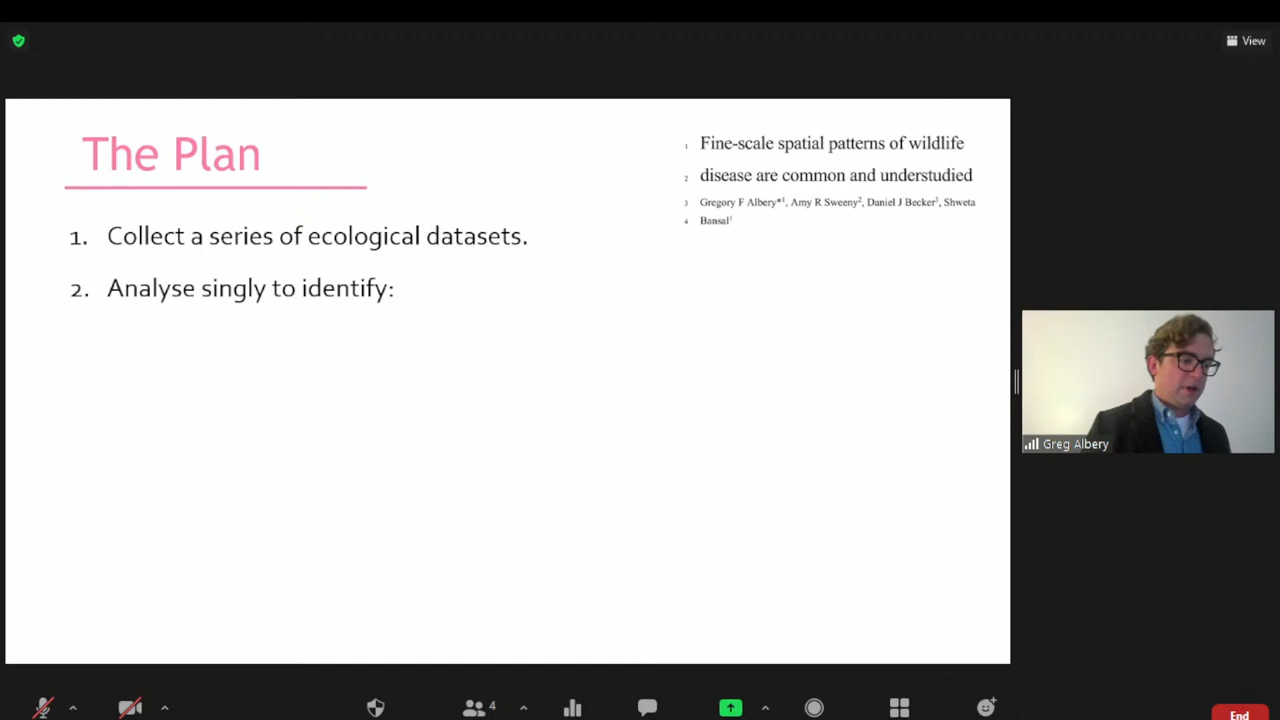 View
The Plan
1 Fine-scale spatial patterns of wildlife
2 disease are common and understudied
3 Gregory F Albery*1, Amy R Sweeny2, Daniel J Becker3, Shweta
4 Bansal1
1. Collect a series of ecological datasets.
2. Analyse singly to identify:
Greg Albery
4
End